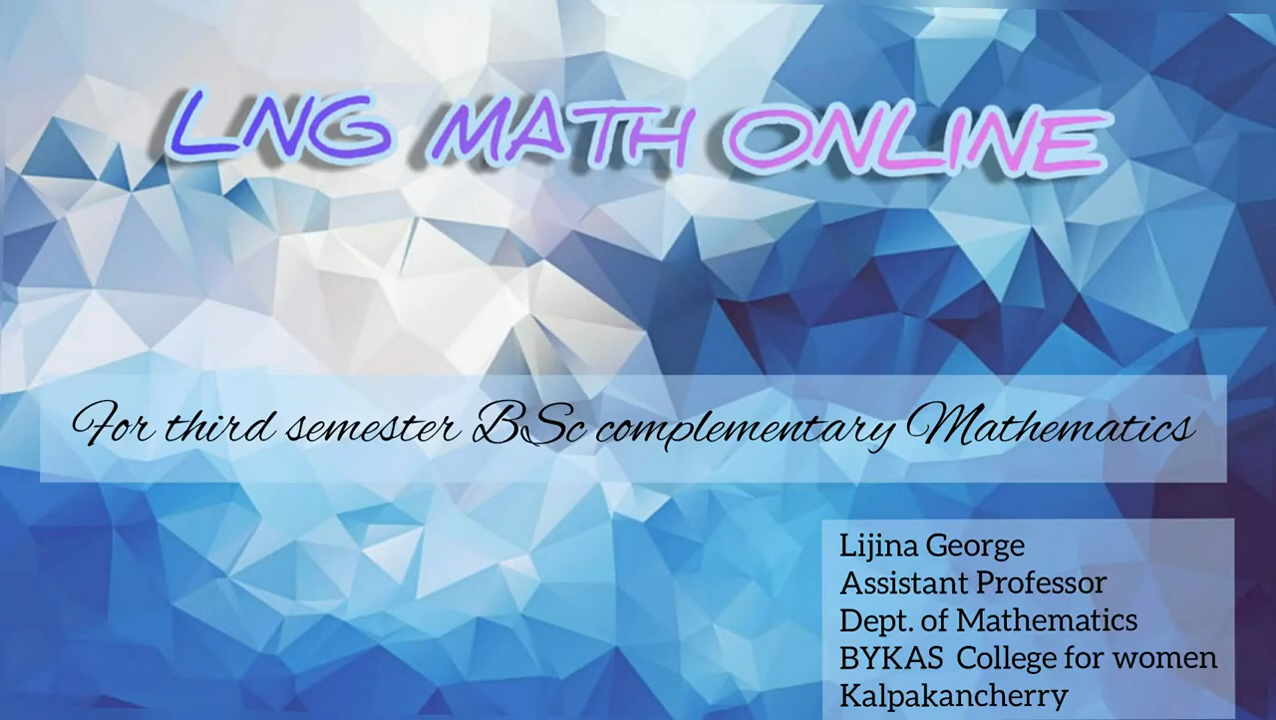 LNG MATH ONLINE
For third semester BSc complementary Mathematics
Lijina George
Assistant Professor
Dept. of Mathematics
BYKAS College for women
Kalpakancherry